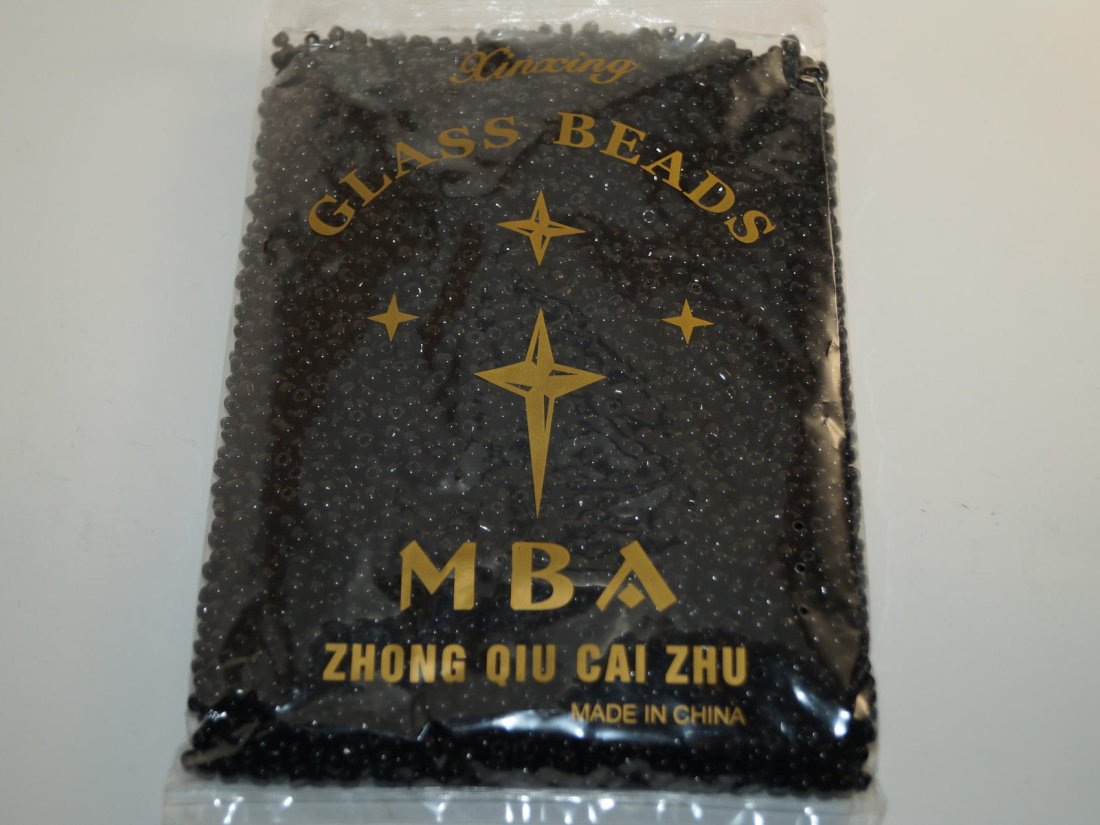 Xinxing
GLASS BEADS
MBA
ZHONG QIU CAI ZHU
MADE IN CHINA